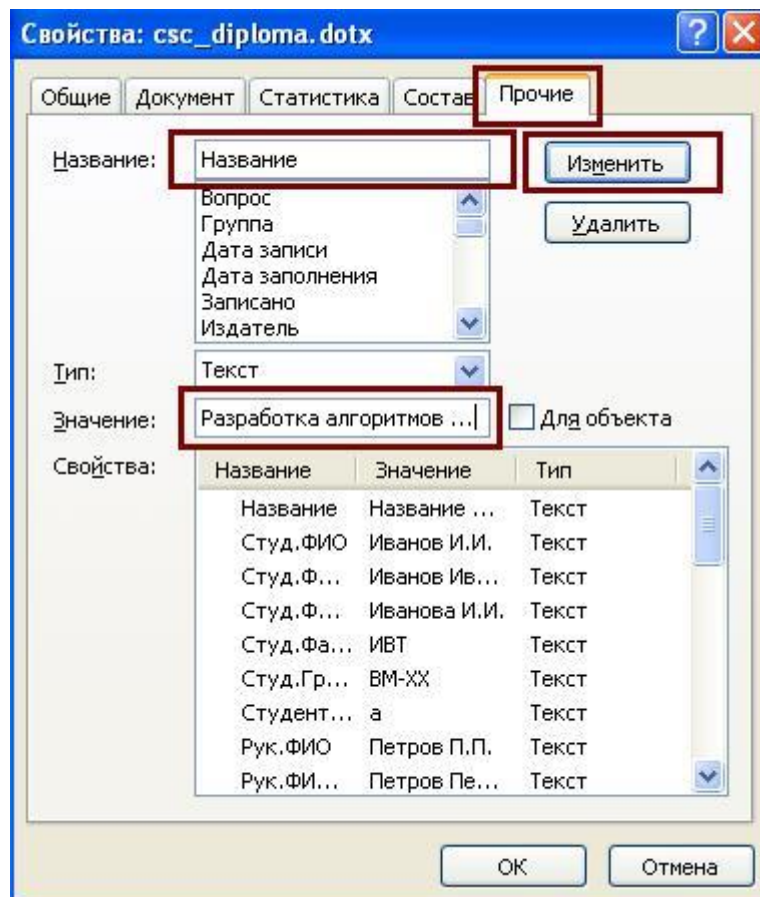 Свойства: csc_diploma.dotx
Общие Документ Статистика Состав Прочие
Название: Название Изменить
Вопрос
Группа
Дата записи
Дата заполнения
Записано
Издатель
Удалить
Тип: Текст
Значение: Разработка алгоритмов ... Для объекта
Свойства: Название Значение Тип
Название Название ... Текст
Студ.ФИО Иванов И.И. Текст
Студ.Ф... Иванов Ив... Текст
Студ.Ф... Иванова И.И. Текст
Студ.Фа... ИВТ Текст
Студ.Гр... ВМ-XX Текст
Студент... а Текст
Рук.ФИО Петров П.П. Текст
Рук.ФИ... Петров Пе... Текст
ОК Отмена